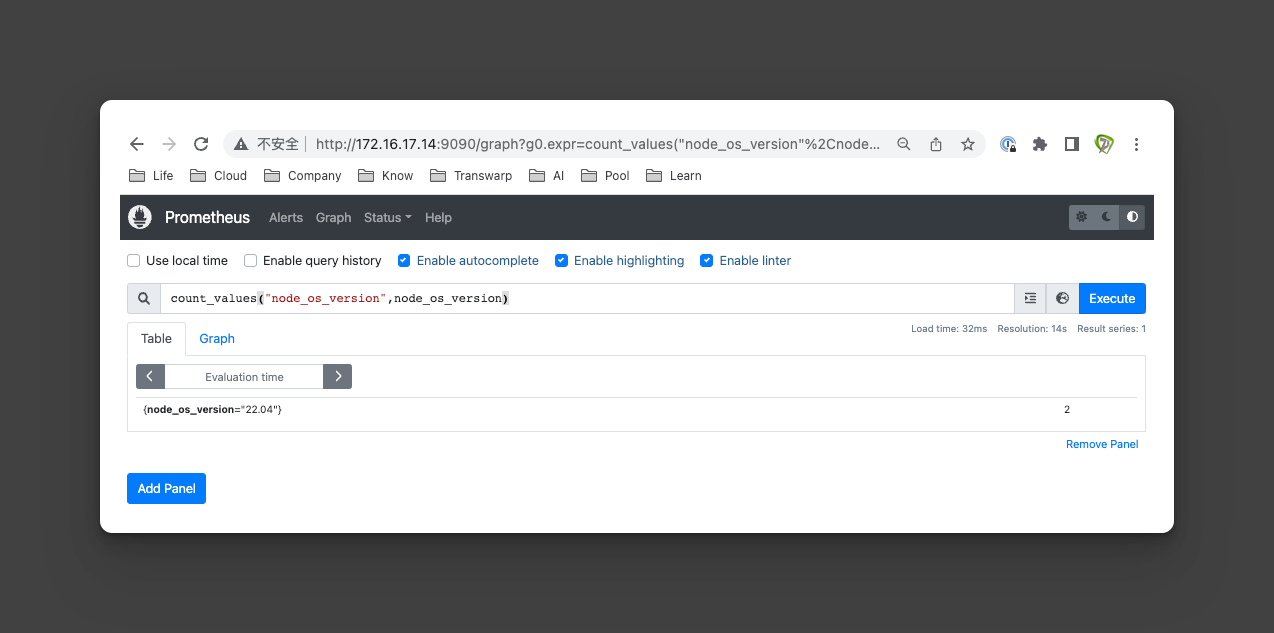 不安全 http://172.16.17.14:9090/graph?g0.expr=count_values("node_os_version"%2Cnode...
Life Cloud Company Know Transwarp AI Pool Learn
Prometheus Alerts Graph Status Help
Use local time Enable query history Enable autocomplete Enable highlighting Enable linter
count_values("node_os_version",node_os_version) Execute
Load time: 32ms Resolution: 14s Result series: 1
Table Graph
Evaluation time
{node_os_version="22.04"} 2
Remove Panel
Add Panel